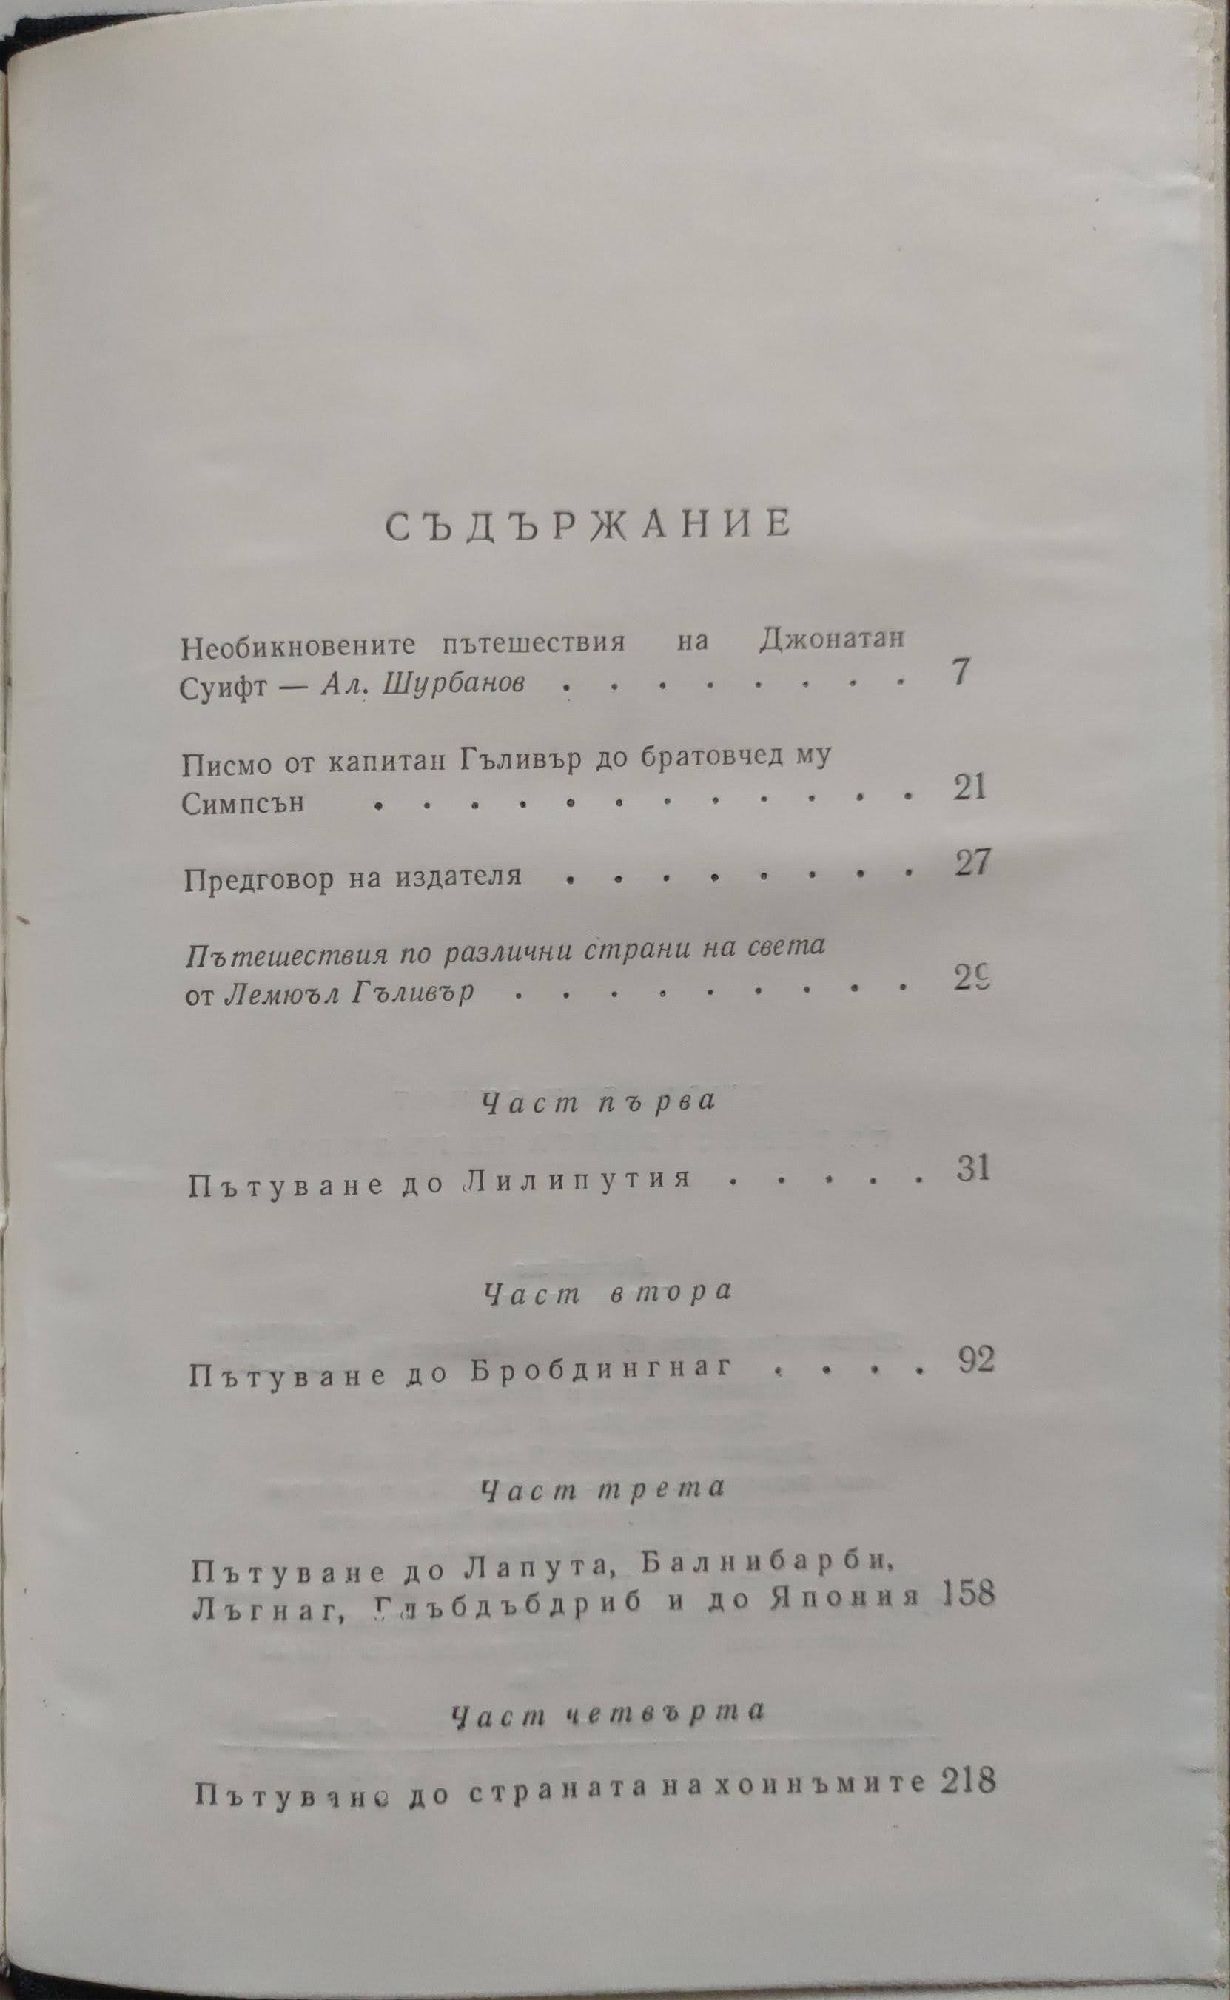 СЪДЪРЖАНИЕ
Необикновените пътешествия на Джонатан
Суифт — Ал. Шурбанов . . . . . . . . 7
Писмо от капитан Гъливър до братовчед му
Симпсън . . . . . . . . . . . . 21
Предговор на издателя . . . . . . . . 27
Пътешествия по различни страни на света
от Лемюъл Гъливър . . . . . . . . . 29
Част първа
Пътуване до Лилипутия . . . . . 31
Част втора
Пътуване до Бробдингнаг . . . . 92
Част трета
Пътуване до Лапута, Балнибарби,
Лъгнаг, Глъбдъбдриб и до Япония 158
Част четвърта
Пътуване до страната на хоинъмите 218